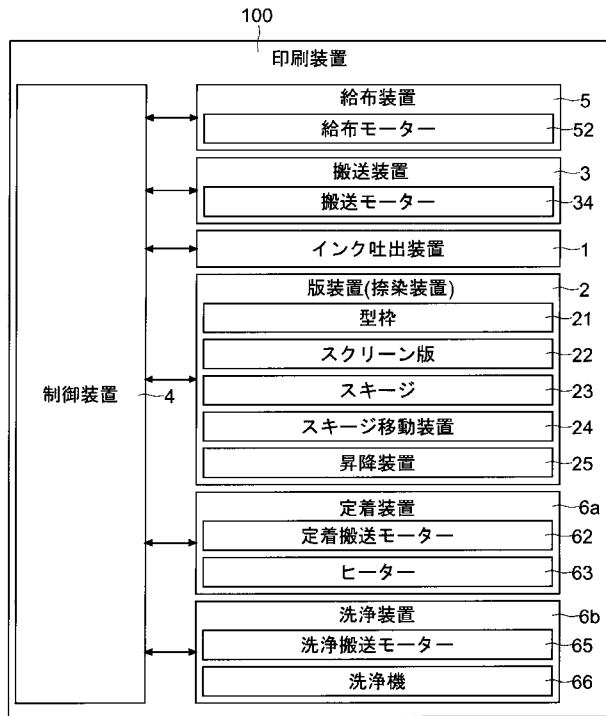 100
印刷装置
制御装置 4
給布装置 5
給布モーター 52
搬送装置 3
搬送モーター 34
インク吐出装置 1
版装置(捺染装置) 2
型枠 21
スクリーン版 22
スキージ 23
スキージ移動装置 24
昇降装置 25
定着装置 6a
定着搬送モーター 62
ヒーター 63
洗浄装置 6b
洗浄搬送モーター 65
洗浄機 66